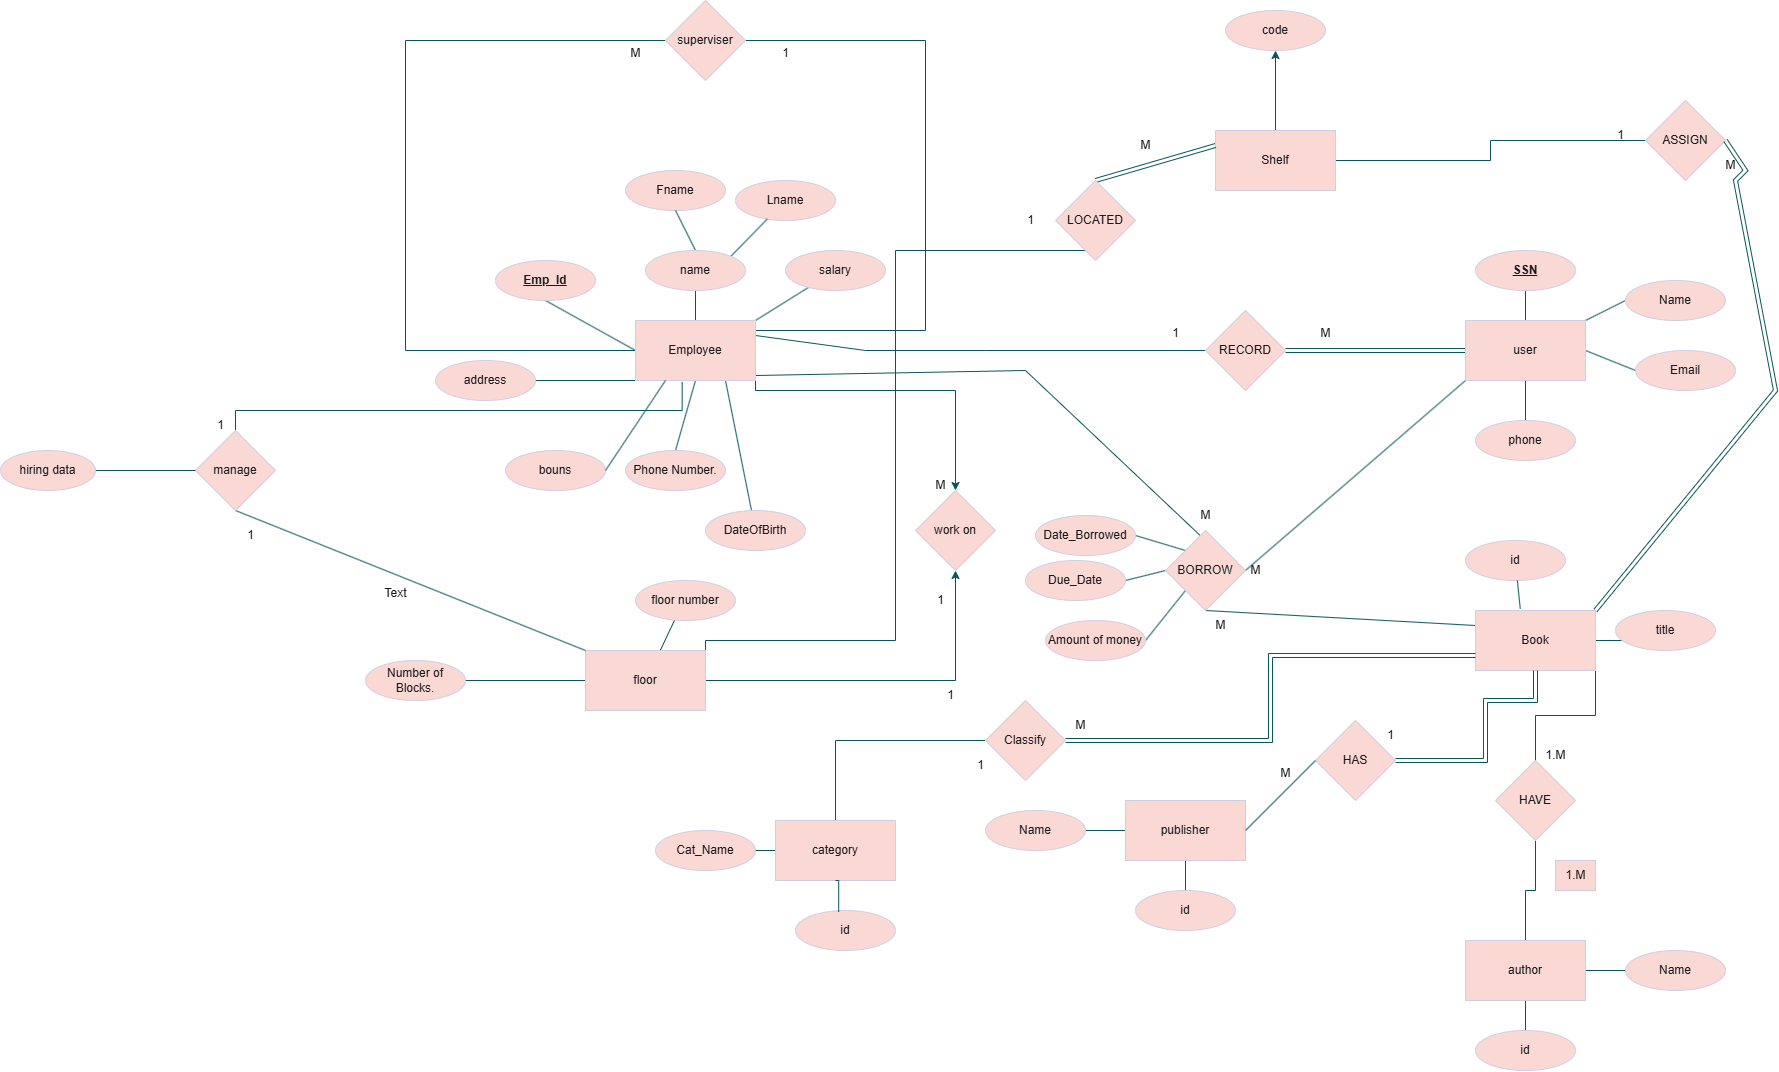 code
superviser
M
1
1
ASSIGN
M
M
Shelf
Fname
Lname
1
LOCATED
name
salary
Emp_Id
SSN
Name
1
M
Employee
RECORD
user
address
Email
1
phone
hiring data
manage
bouns
Phone Number.
M
M
DateOfBirth
work on
1
Date_Borrowed
BORROW
M
id
Due_Date
Text
floor number
1
M
Amount of money
Book
title
Number of
Blocks.
floor
1
M
Classify
1
1
1.M
HAS
M
HAVE
Name
publisher
Cat_Name
category
1.M
id
id
author
Name
id